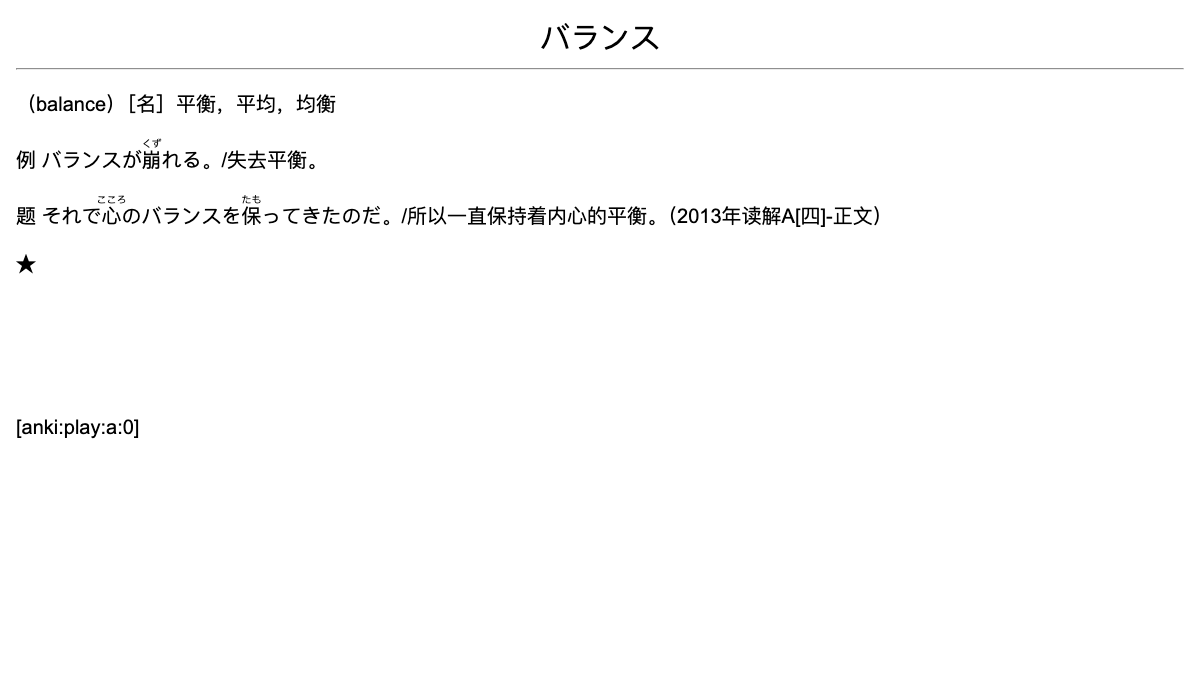 バランス
（balance）［名］平衡，平均，均衡
例 バランスが崩れる。/失去平衡。
くず
题 それで心のバランスを保ってきたのだ。/所以一直保持着内心的平衡。（2013年读解A[四]-正文）
こころ たも
★
[anki:play:a:0]